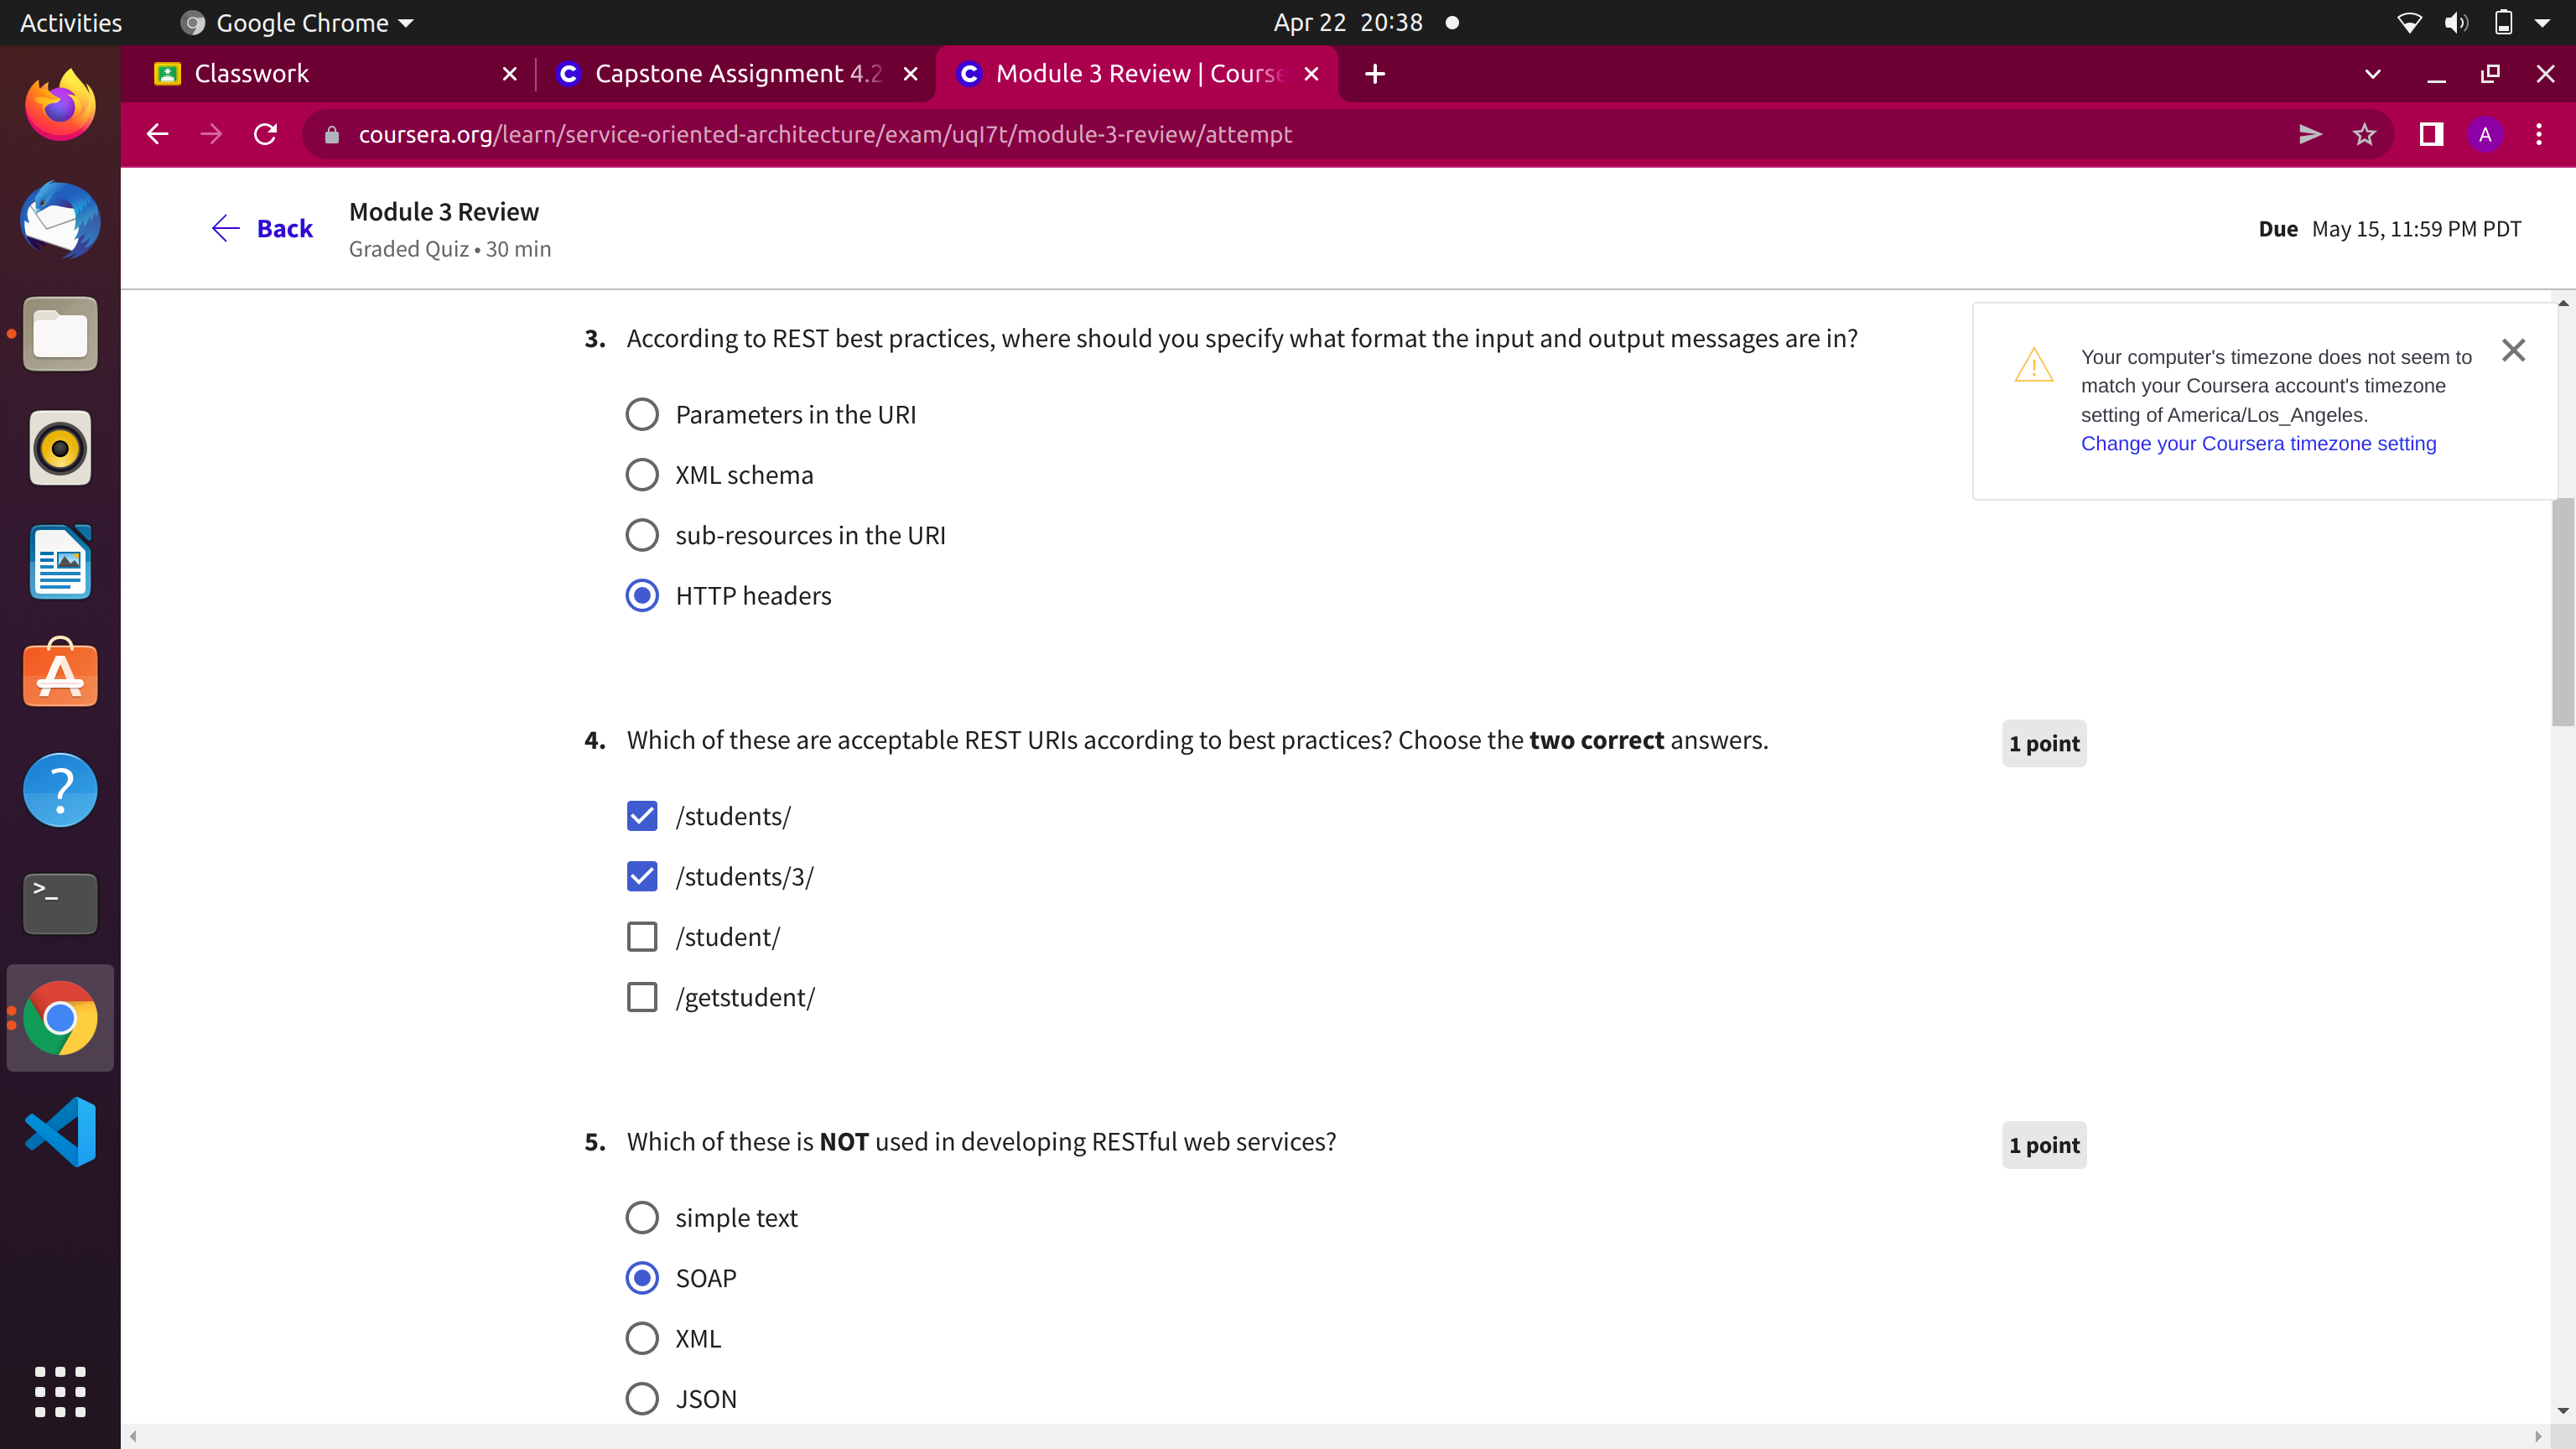 Activities
Google Chrome
Apr 22 20:38
Classwork
Capstone Assignment 4.2
Module 3 Review | Course
coursera.org/learn/service-oriented-architecture/exam/uqI7t/module-3-review/attempt
A
Back
Module 3 Review
Graded Quiz • 30 min
Due May 15, 11:59 PM PDT
Your computer's timezone does not seem to
match your Coursera account's timezone
setting of America/Los_Angeles.
Change your Coursera timezone setting
3. According to REST best practices, where should you specify what format the input and output messages are in?
Parameters in the URI
XML schema
sub-resources in the URI
HTTP headers
4. Which of these are acceptable REST URIs according to best practices? Choose the two correct answers.
1 point
/students/
/students/3/
/student/
/getstudent/
5. Which of these is NOT used in developing RESTful web services?
1 point
simple text
SOAP
XML
JSON